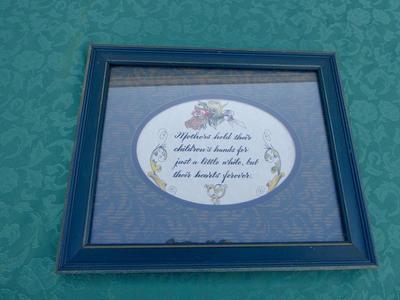 Mothers hold their
children's hands for
just a little while, but
their hearts forever.